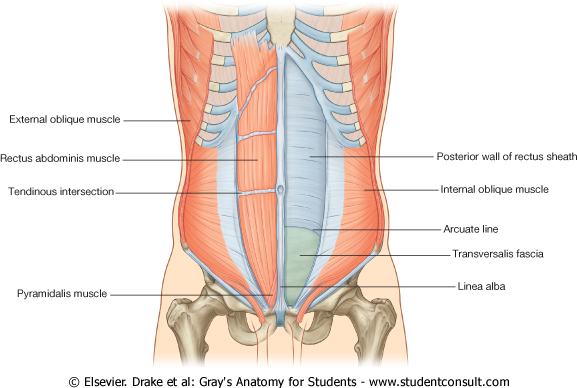 External oblique muscle
Rectus abdominis muscle
Tendinous intersection
Pyramidalis muscle
Posterior wall of rectus sheath
Internal oblique muscle
Arcuate line
Transversalis fascia
Linea alba
© Elsevier. Drake et al: Gray's Anatomy for Students - www.studentconsult.com